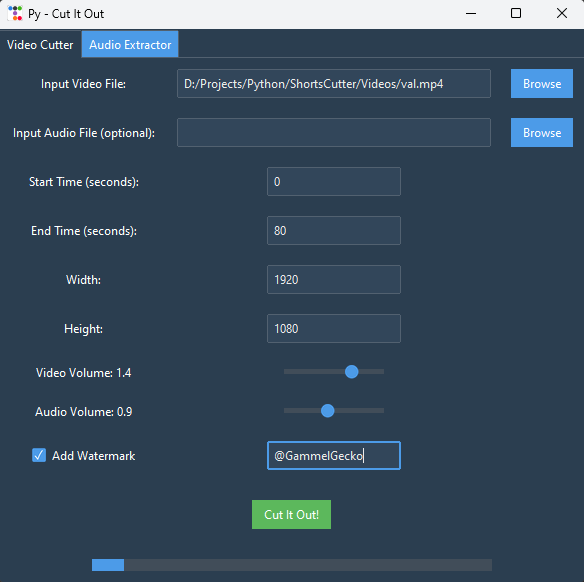 Py - Cut It Out
Video Cutter Audio Extractor
Input Video File: D:/Projects/Python/ShortsCutter/Videos/val.mp4 Browse
Input Audio File (optional): Browse
Start Time (seconds): 0
End Time (seconds): 80
Width: 1920
Height: 1080
Video Volume: 1.4
Audio Volume: 0.9
Add Watermark @GammelGecko
Cut It Out!